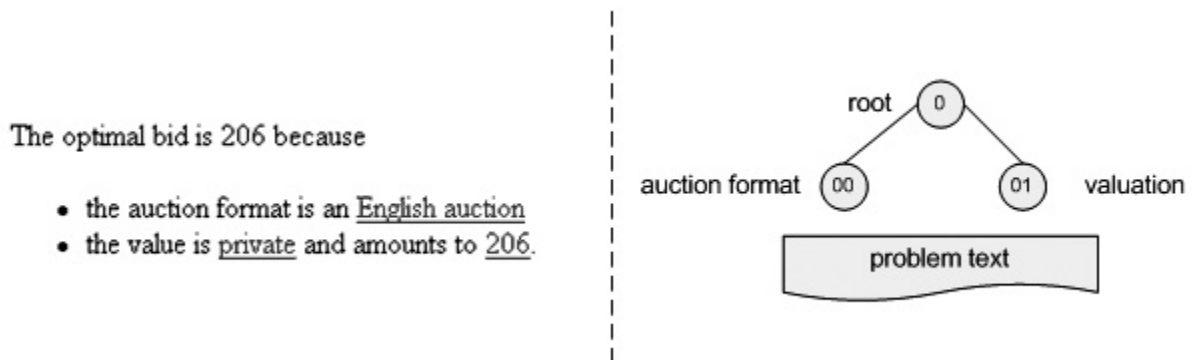 The optimal bid is 206 because
• the auction format is an English auction
• the value is private and amounts to 206.
root
0
auction format
00
01
valuation
problem text